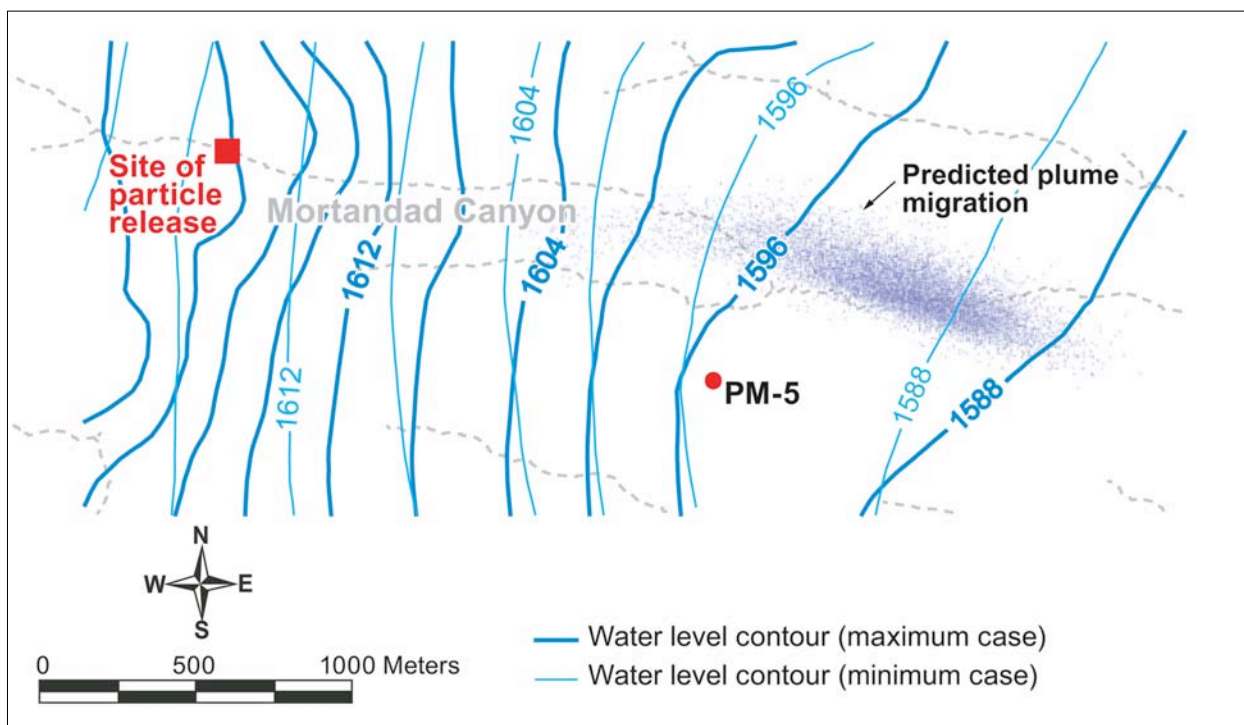 1604
1596
Site of
particle
release
Predicted plume
migration
Mortandad Canyon
1612
1604
1596
1612
PM-5
1588
1588
N
W
E
S
0
500
1000 Meters
Water level contour (maximum case)
Water level contour (minimum case)